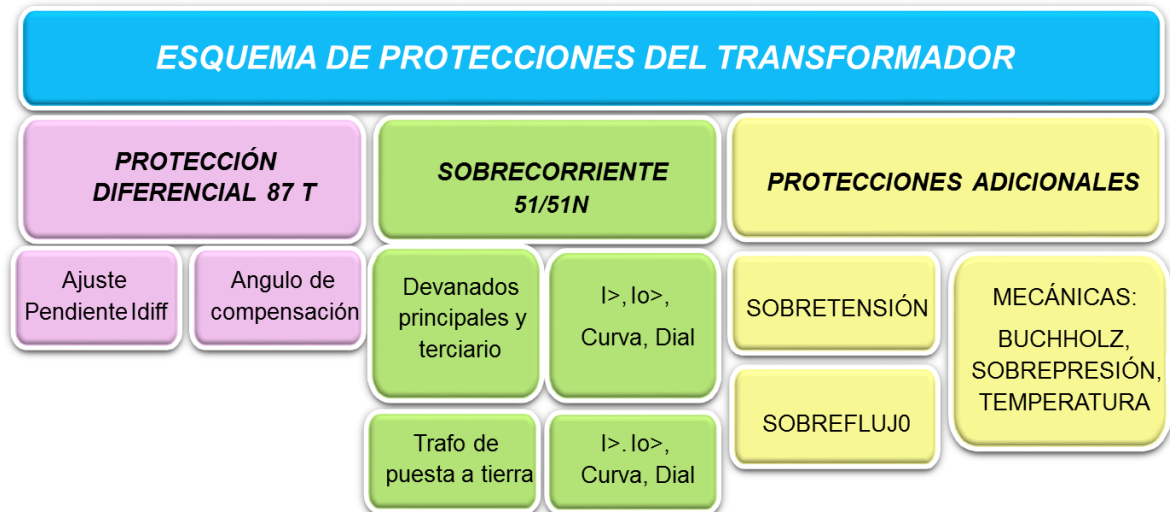 ESQUEMA DE PROTECCIONES DEL TRANSFORMADOR
PROTECCIÓN
DIFERENCIAL 87 T
Ajuste
Pendiente Idiff
Angulo de
compensación
SOBRECORRIENTE
51/51N
Devanados
principales y
terciario
I>, Io>,
Curva, Dial
Trafo de
puesta a tierra
I>. Io>,
Curva, Dial
PROTECCIONES ADICIONALES
SOBRETENSIÓN
SOBREFLUJ0
MECÁNICAS:
BUCHHOLZ,
SOBREPRESIÓN,
TEMPERATURA